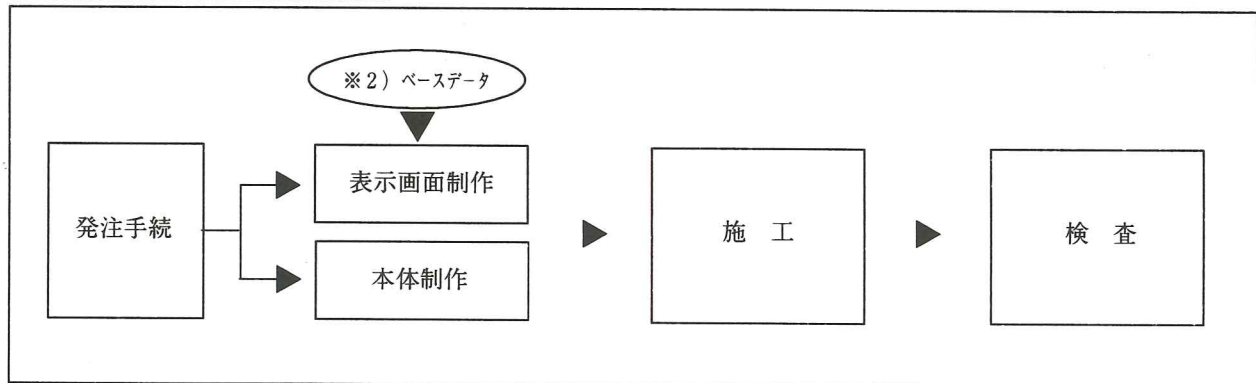 ※2）ベースデータ
発注手続
表示画面制作
本体制作
施　工
検　査